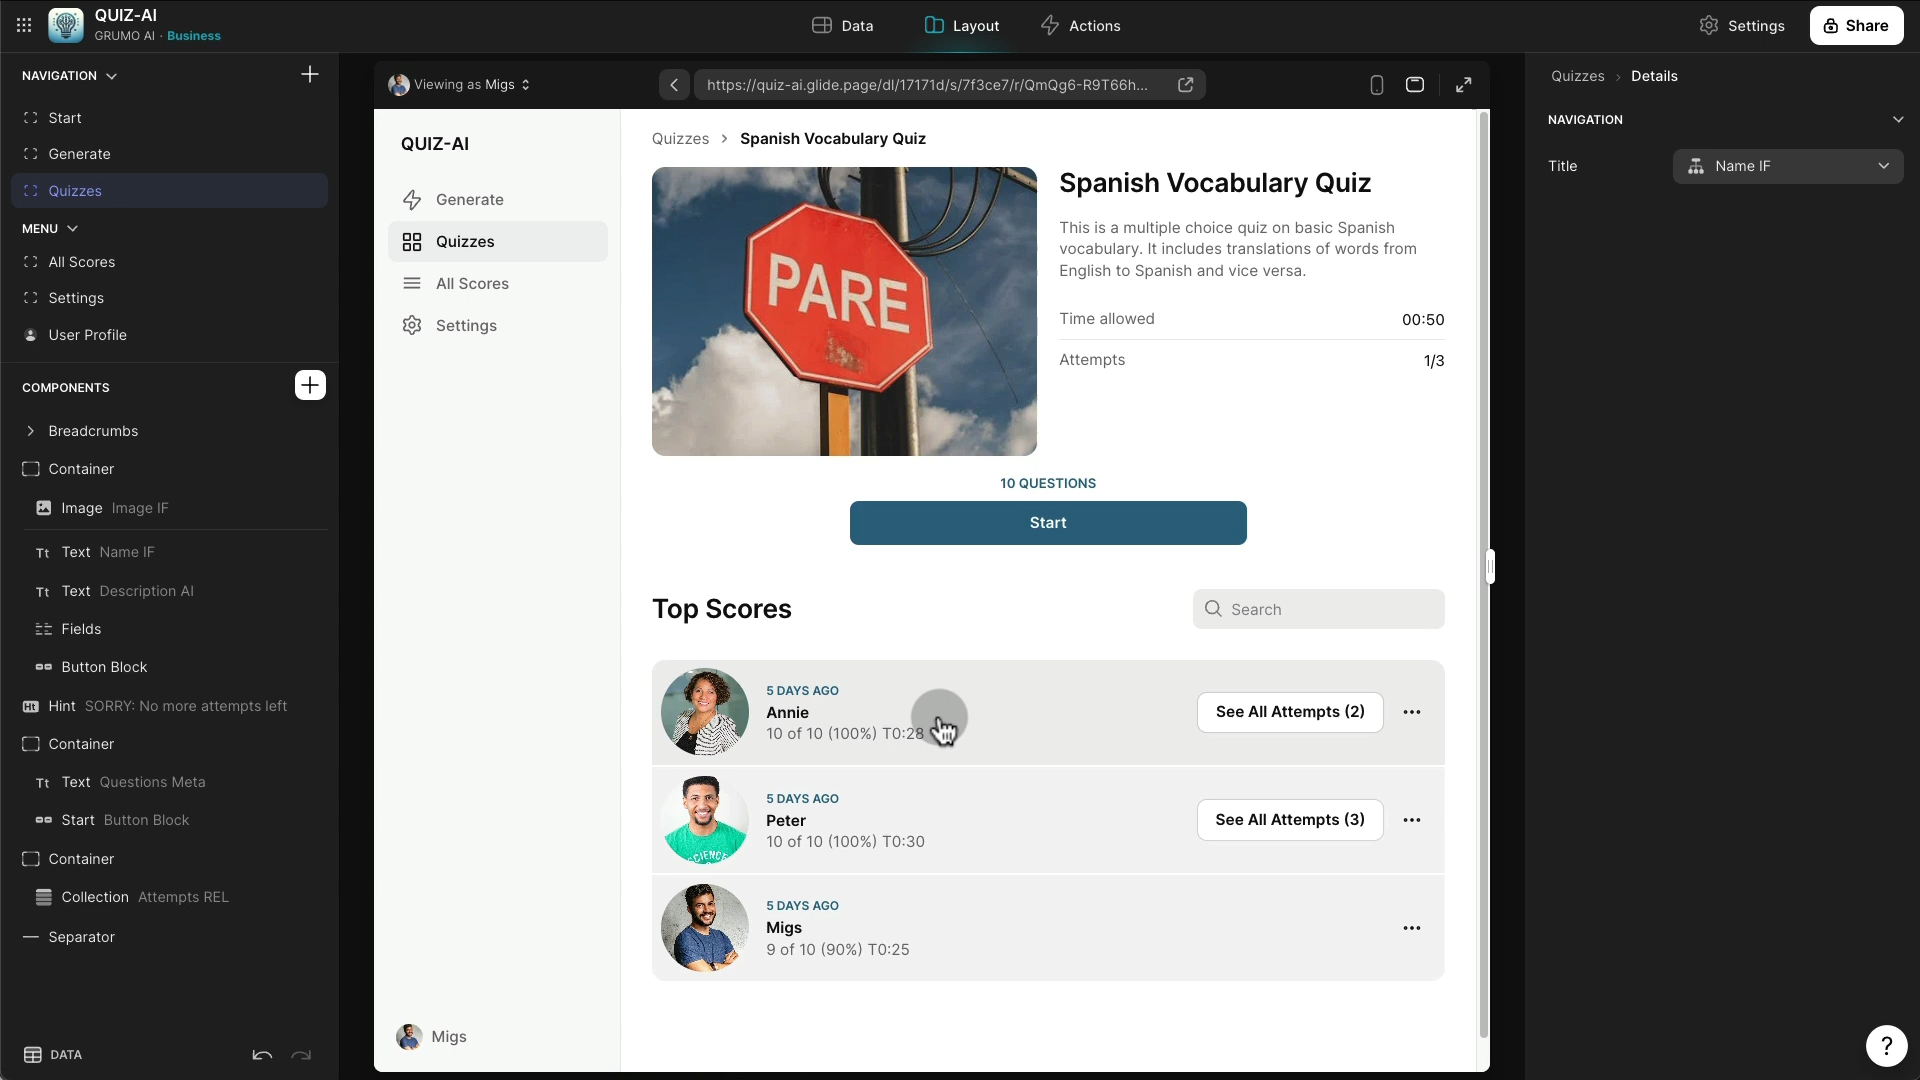 QUIZ-AI
GRUMO AI · Business
Data
Layout
Actions
Settings
Share
NAVIGATION
Start
Generate
Quizzes
MENU
All Scores
Settings
User Profile
COMPONENTS
Breadcrumbs
Container
Image Image IF
Tt Text Name IF
Tt Text Description AI
Fields
Button Block
Ht Hint SORRY: No more attempts left
Container
Tt Text Questions Meta
Start Button Block
Container
Collection Attempts REL
Separator
DATA
Viewing as Migs
https://quiz-ai.glide.page/dl/17171d/s/7f3ce7/r/QmQg6-R9T66h...
QUIZ-AI
Generate
Quizzes
All Scores
Settings
Migs
Quizzes > Spanish Vocabulary Quiz
PARE
Spanish Vocabulary Quiz
This is a multiple choice quiz on basic Spanish
vocabulary. It includes translations of words from
English to Spanish and vice versa.
Time allowed 00:50
Attempts 1/3
10 QUESTIONS
Start
Top Scores
Search
5 DAYS AGO
Annie
10 of 10 (100%) T0:28
See All Attempts (2)
5 DAYS AGO
Peter
10 of 10 (100%) T0:30
See All Attempts (3)
SCIENCE
5 DAYS AGO
Migs
9 of 10 (90%) T0:25
Quizzes > Details
NAVIGATION
Title Name IF
?